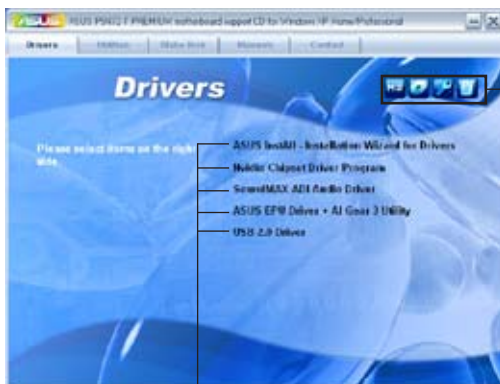 ASUS P5N72-T PREMIUM motherboard support CD for Windows XP Home/Professional
Drivers Utilities Make Disk Manuals Contact
Drivers
Please select items on the right side.
ASUS InstAll - Installation Wizard for Drivers
Nvidia Chipset Driver Program
SoundMAX ADI Audio Driver
ASUS EPU Driver + AI Gear 3 Utility
USB 2.0 Driver